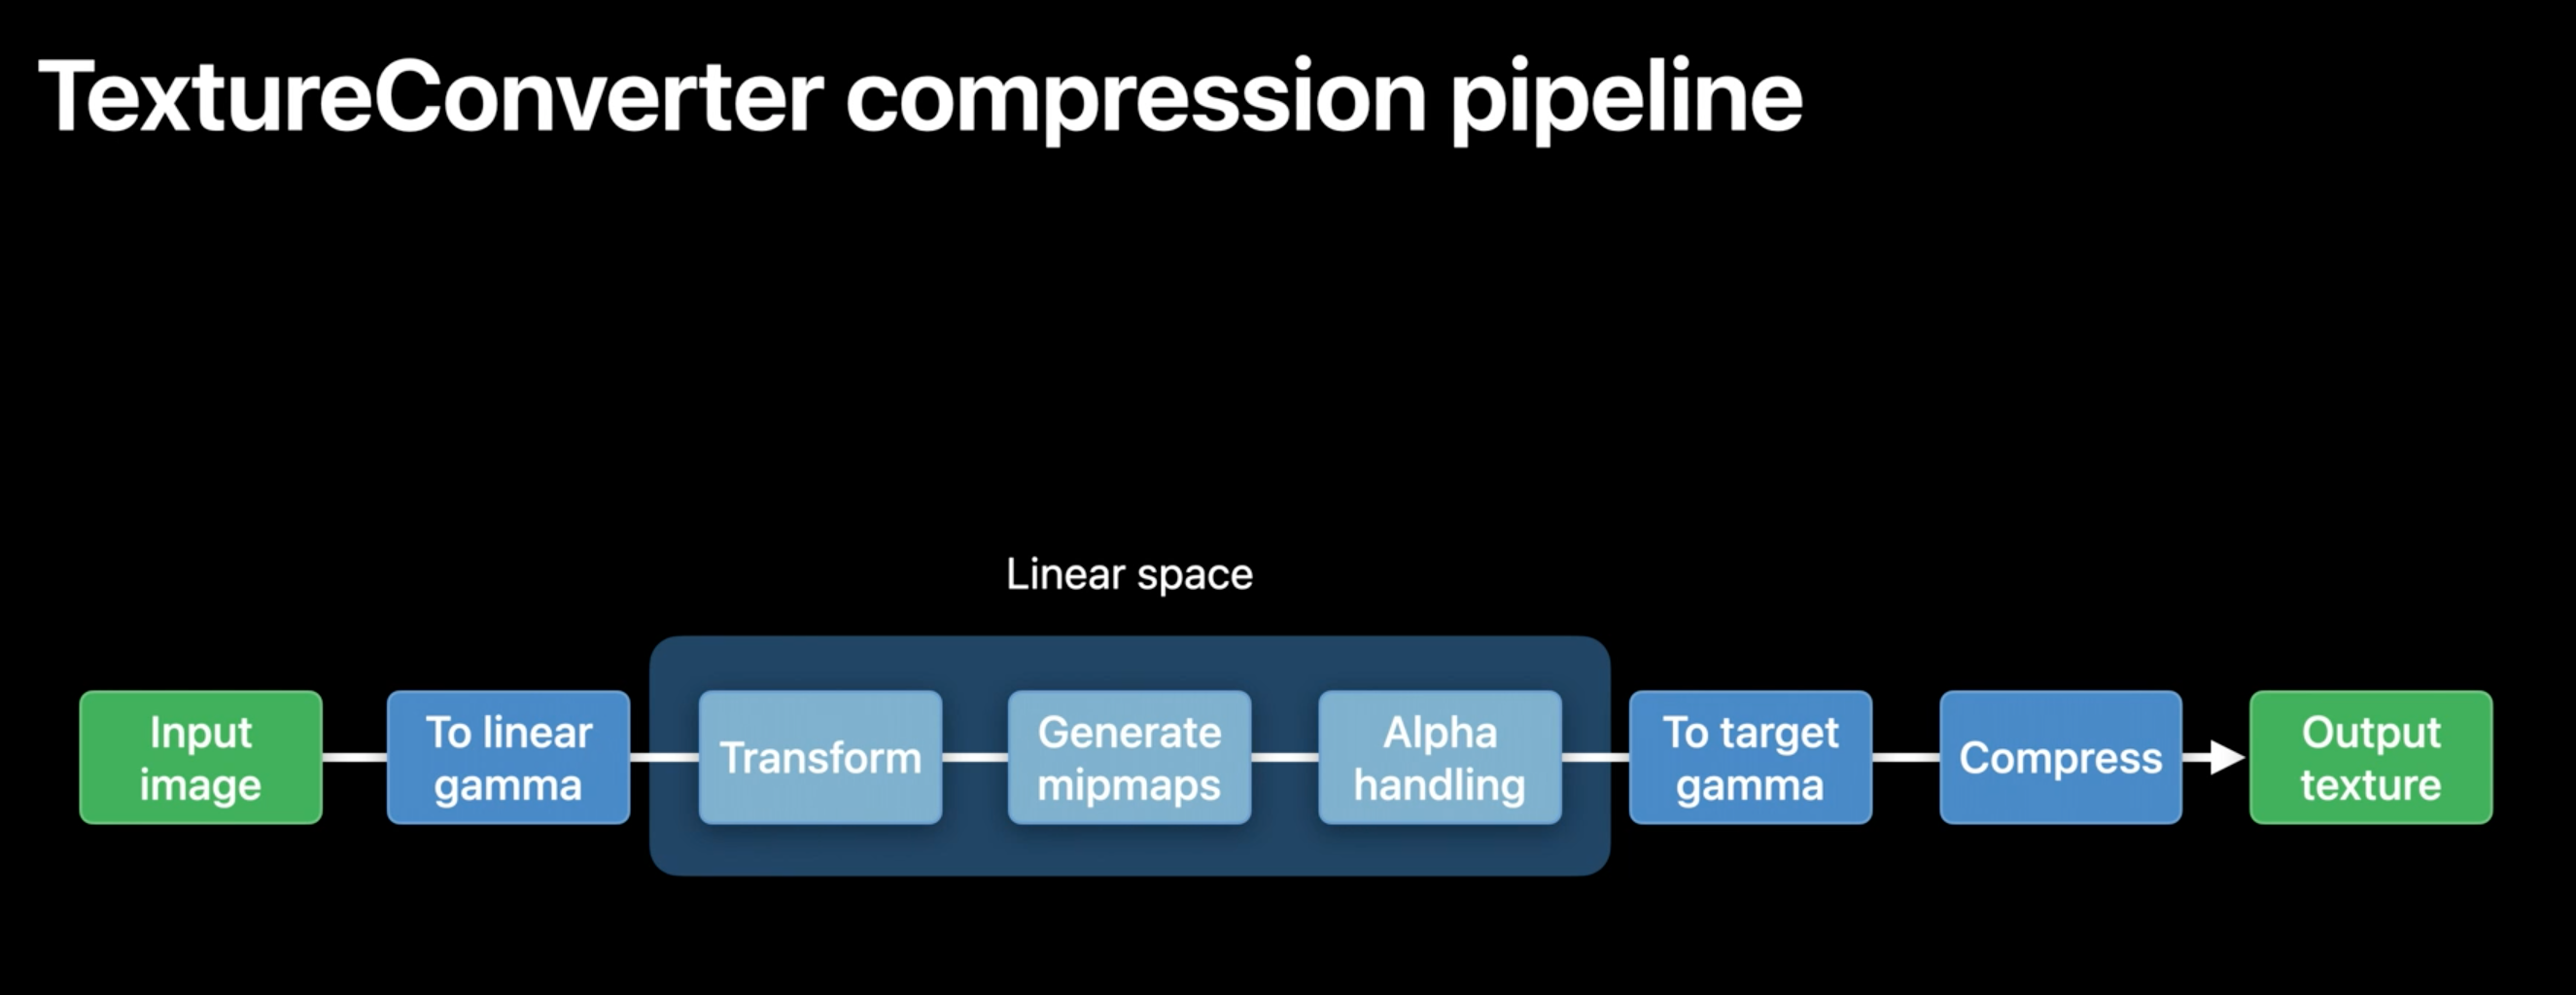 TextureConverter compression pipeline
Linear space
Input
image
To linear
gamma
Transform
Generate
mipmaps
Alpha
handling
To target
gamma
Compress
Output
texture